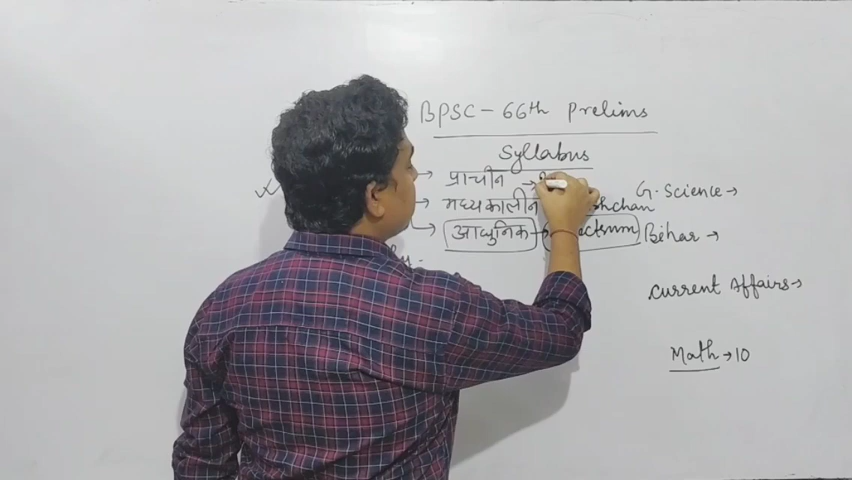 BPSC - 66th Prelims
Syllabus
→ प्राचीन →
→ मध्यकालीन
→ आधुनिक →
G. Science →
Bihar →
Current Affairs →
Math → 10